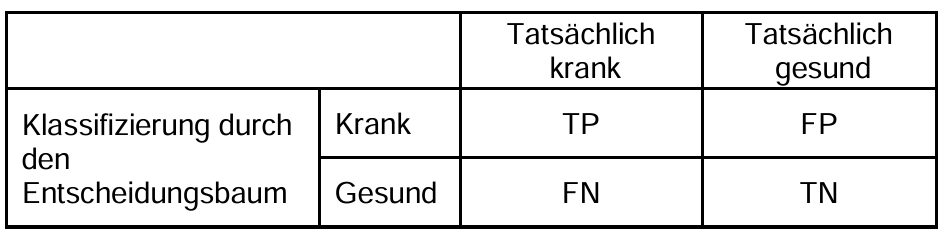 Tatsächlich
krank
Tatsächlich
gesund
Klassifizierung durch
den
Entscheidungsbaum
Krank
TP
FP
Gesund
FN
TN